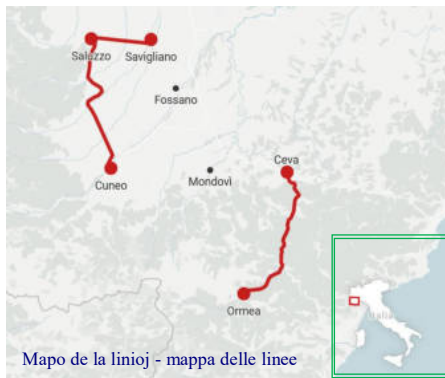 Saluzzo
Savigliano
Fossano
Ceva
Cuneo
Mondovì
Ormea
Italia
Mapo de la linioj - mappa delle linee